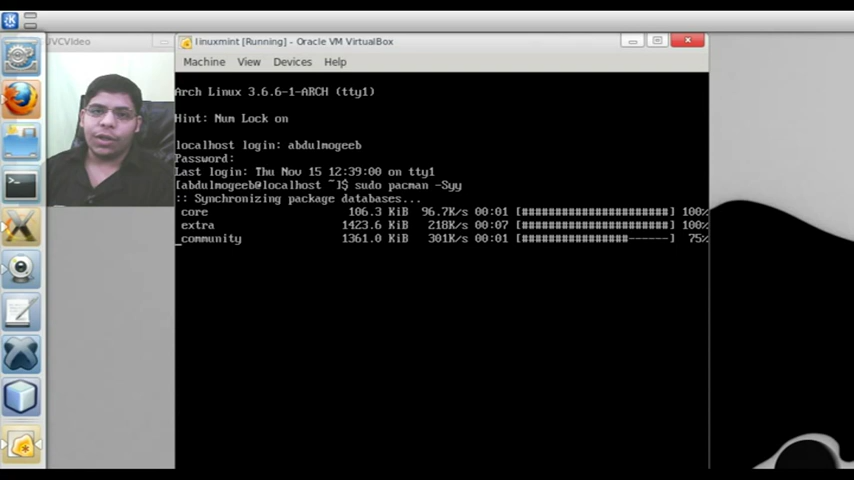 UVCVideo
linuxmint [Running] - Oracle VM VirtualBox
Machine View Devices Help
Arch Linux 3.6.6-1-ARCH (tty1)
Hint: Num Lock on
localhost login: abdulmogeeb
Password:
Last login: Thu Nov 15 12:39:00 on tty1
[abdulmogeeb@localhost ~]$ sudo pacman -Syy
:: Synchronizing package databases...
core 106.3 KiB 96.7K/s 00:01 [######################] 100%
extra 1423.6 KiB 218K/s 00:07 [######################] 100%
_community 1361.0 KiB 301K/s 00:01 [################------] 75%